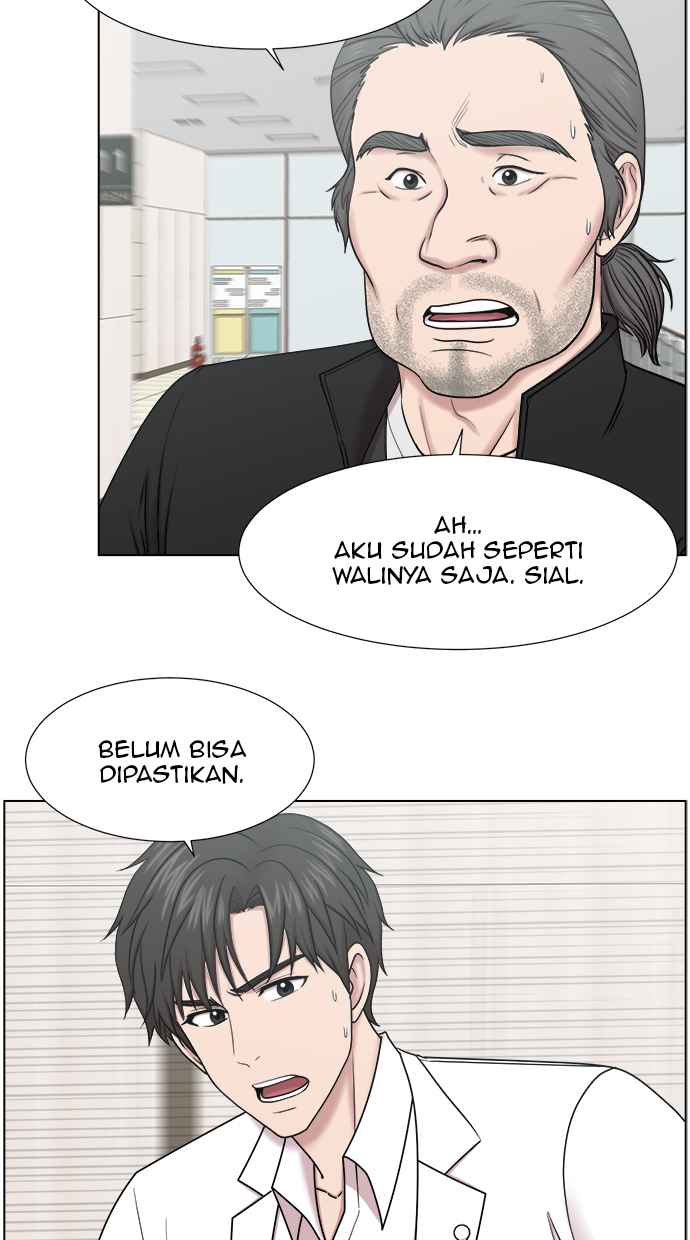 AH...
AKU SUDAH SEPERTI
WALINYA SAJA. SIAL.
BELUM BISA
DIPASTIKAN.